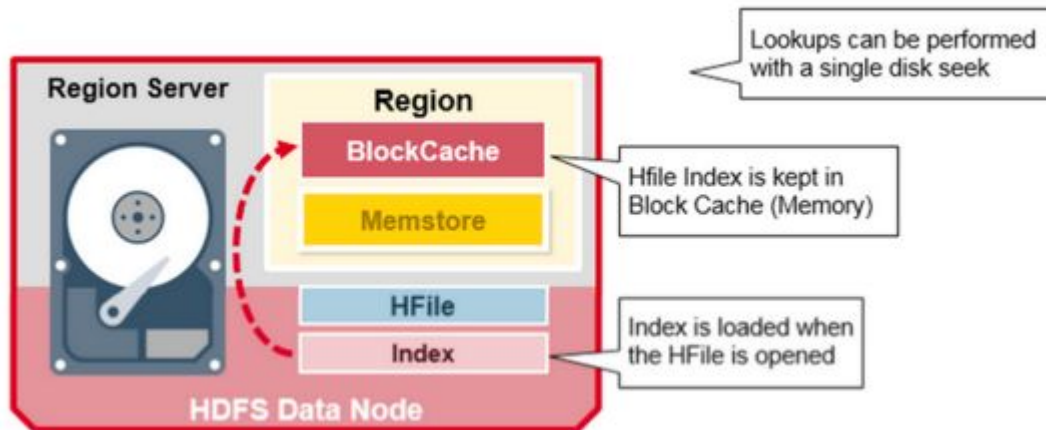 Lookups can be performed
with a single disk seek
Region Server
Region
BlockCache
Hfile Index is kept in
Block Cache (Memory)
Memstore
HFile
Index is loaded when
the HFile is opened
Index
HDFS Data Node